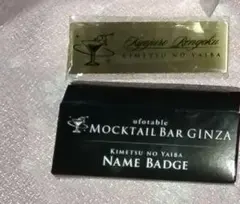 Kyojuro Rengoku
KIMETSU NO YAIBA
ufotable
MOCKTAIL BAR GINZA
KIMETSU NO YAIBA
NAME BADGE